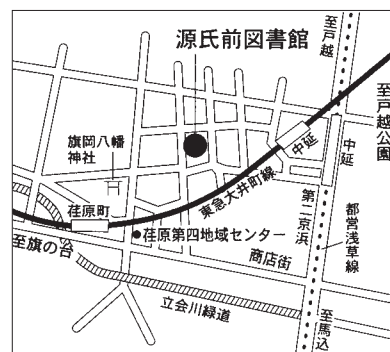 源氏前図書館
至戸越
至戸越公園
旗岡八幡
神社
中延
中延
荏原町
東急大井町線
第二京浜
都営浅草線
至旗の台
荏原第四地域センター
商店街
立会川緑道
至馬込